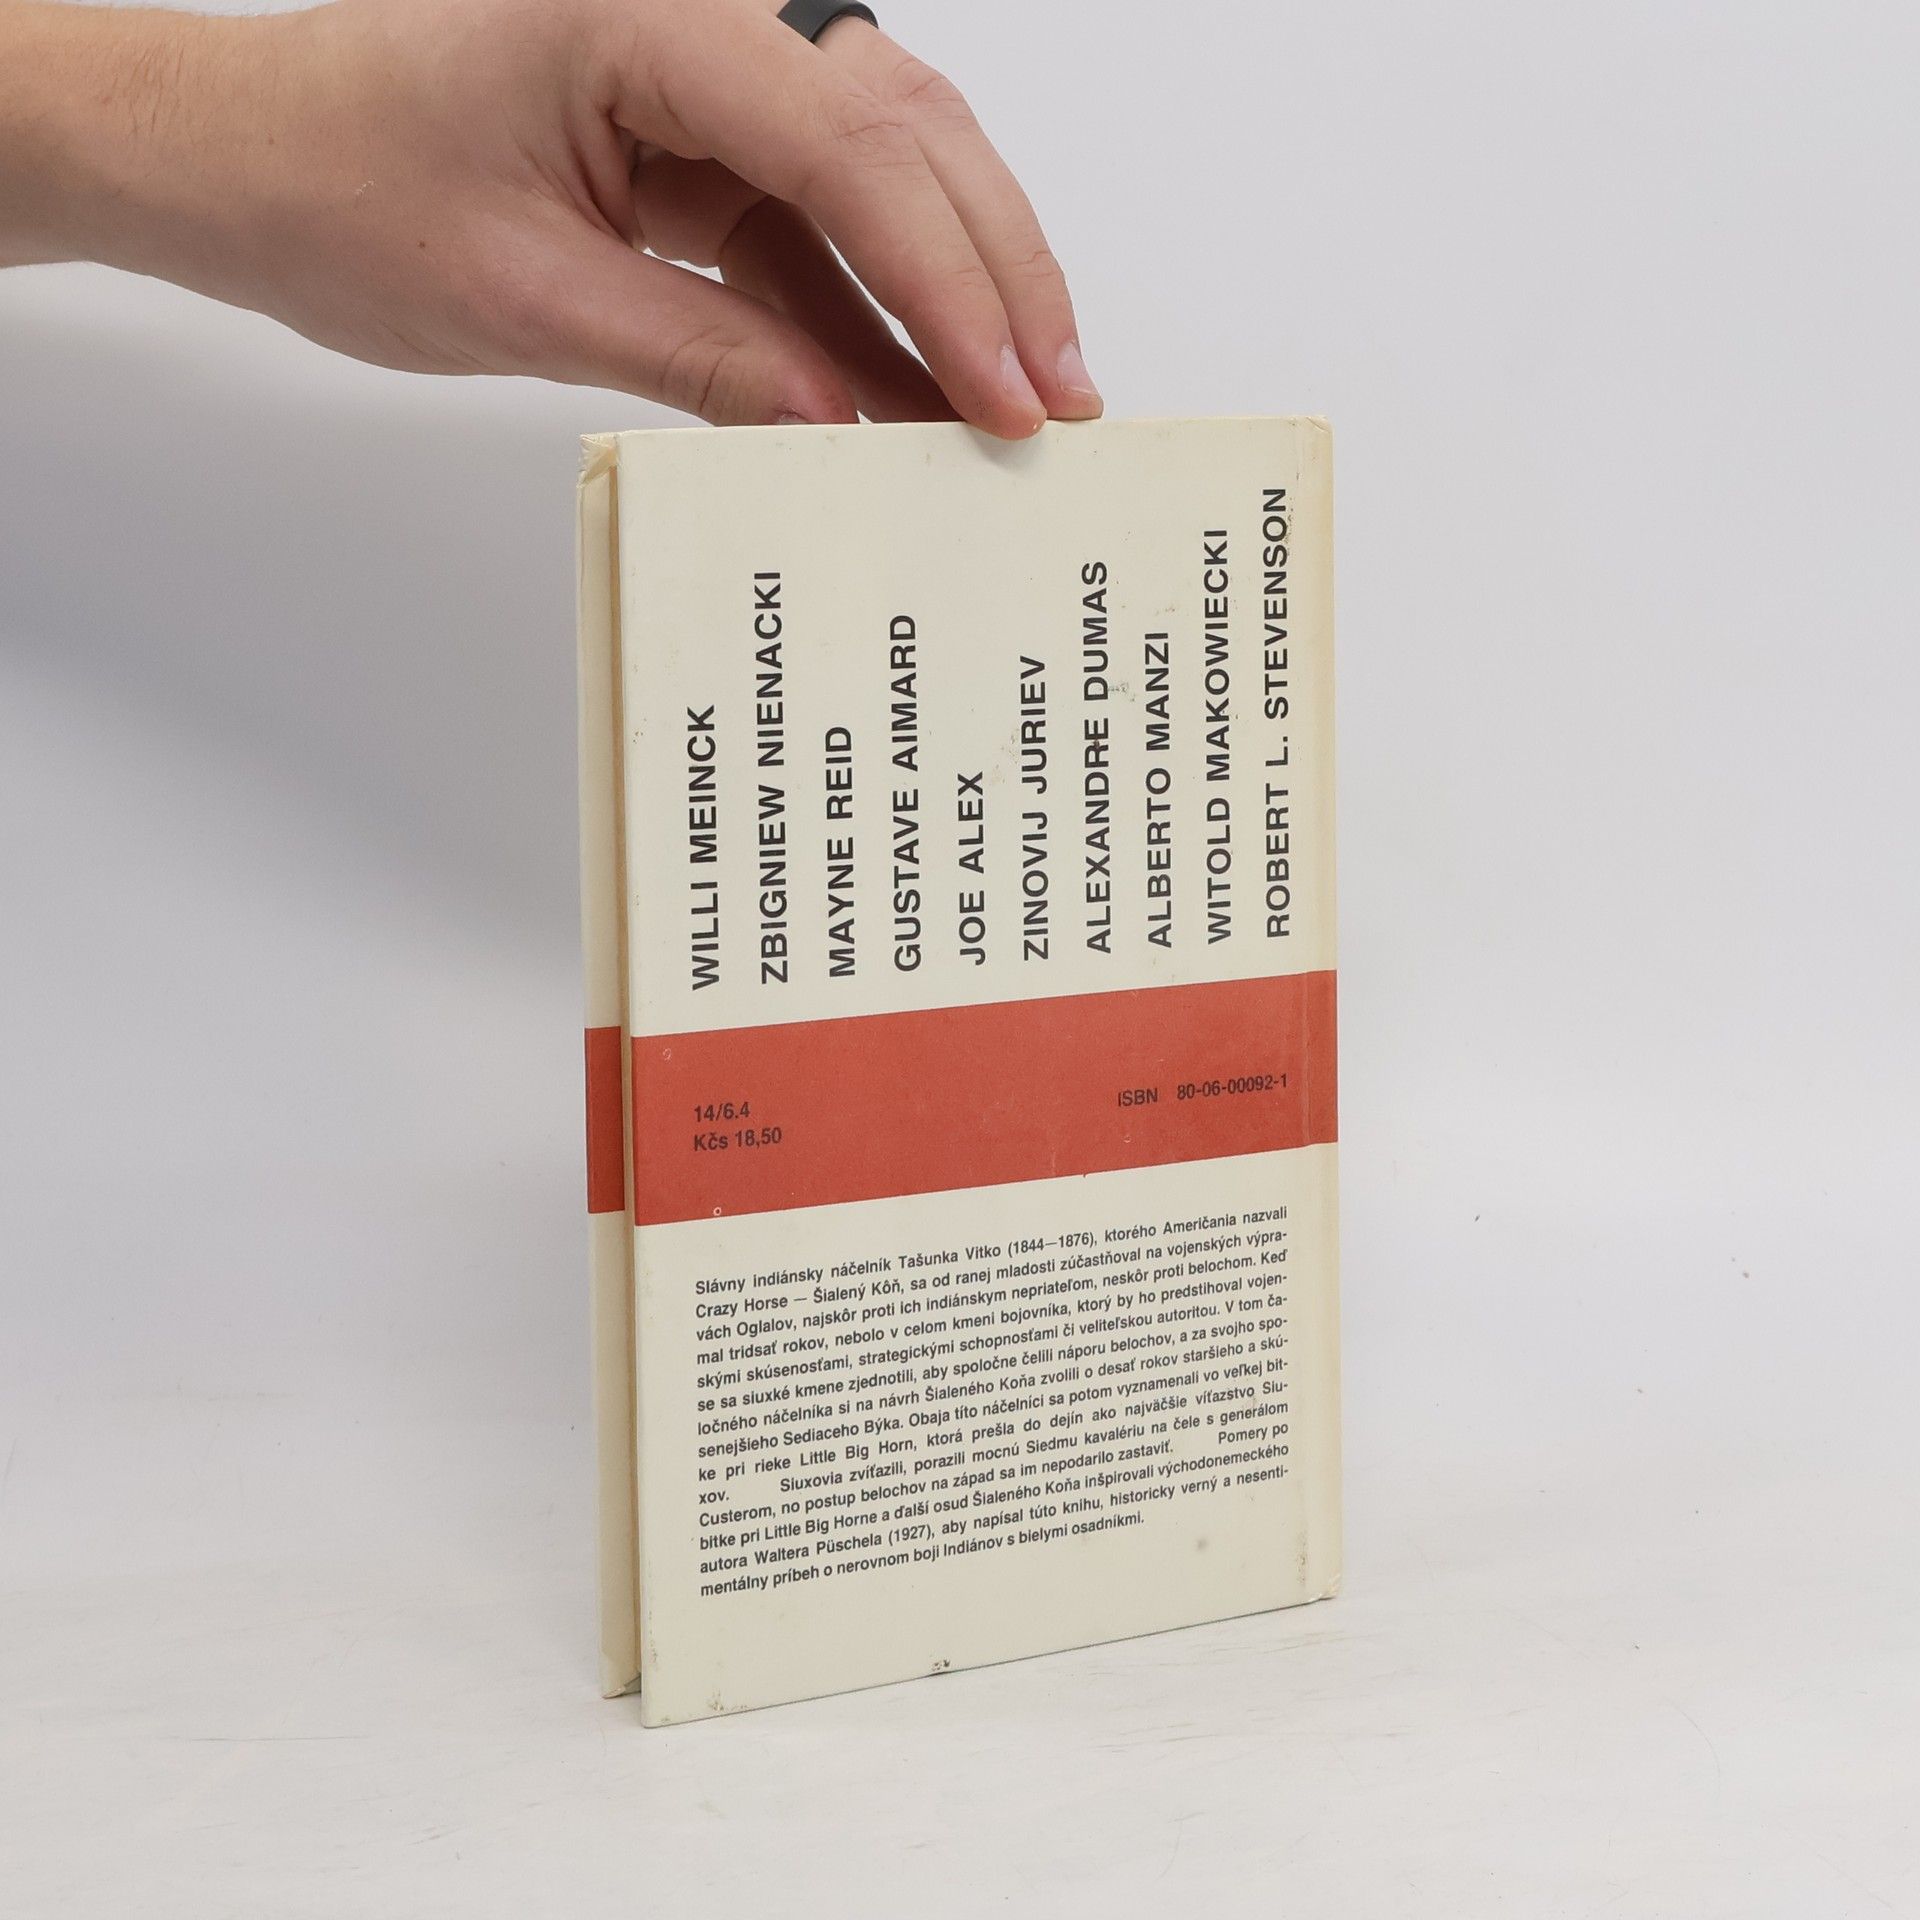 WILLI MEINCK
ZBIGNIEW NIENACKI
MAYNE REID
GUSTAVE AIMARD
JOE ALEX
ZINOVIJ JURIEV
ALEXANDRE DUMAS
ALBERTO MANZI
WITOLD MAKOWIECKI
ROBERT L. STEVENSON
14/6.4
Kčs 18,50
ISBN 80-06-00092-1
Slávny indiánsky náčelník Tašunka Vitko (1844—1876), ktorého Američania nazvali
Crazy Horse — Šialený Kôň, sa od ranej mladosti zúčastňoval na vojenských výpra-
vách Oglalov, najskôr proti ich indiánskym nepriateľom, neskôr proti belochom. Keď
mal tridsať rokov, nebolo v celom kmeni bojovníka, ktorý by ho predstihoval vojen-
skými skúsenosťami, strategickými schopnosťami či veliteľskou autoritou. V tom ča-
se sa siuxké kmene zjednotili, aby spoločne čelili náporu belochov, a za svojho spo-
ločného náčelníka si na návrh Šialeného Koňa zvolili o desať rokov staršieho a skú-
senejšieho Sediaceho Býka. Obaja títo náčelníci sa potom vyznamenali vo veľkej bit-
ke pri rieke Little Big Horn, ktorá prešla do dejín ako najväčšie víťazstvo Siu-
xov. Siuxovia zvíťazili, porazili mocnú Siedmu kavalériu na čele s generálom
Custerom, no postup belochov na západ sa im nepodarilo zastaviť. Pomery po
bitke pri Little Big Horne a ďalší osud Šialeného Koňa inšpirovali východonemeckého
autora Waltera Püschela (1927), aby napísal túto knihu, historicky verný a nesenti-
mentálny príbeh o nerovnom boji Indiánov s bielymi osadníkmi.